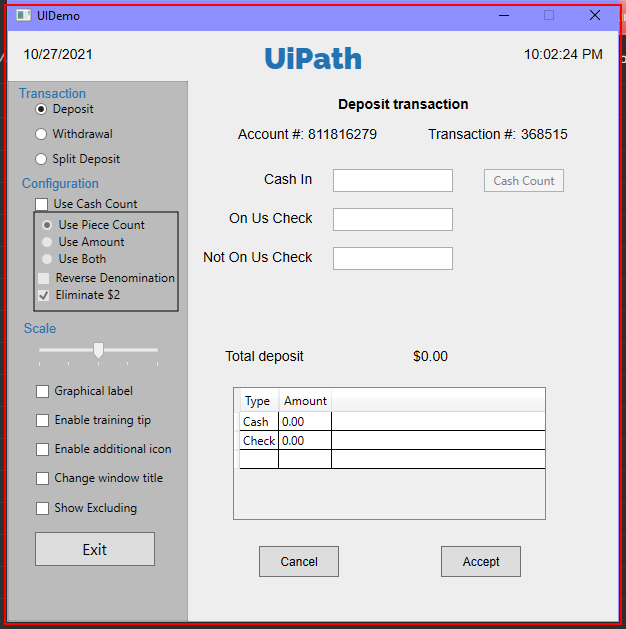 UIDemo
10/27/2021
UiPath
10:02:24 PM
Transaction
Deposit
Withdrawal
Split Deposit
Configuration
Use Cash Count
Use Piece Count
Use Amount
Use Both
Reverse Denomination
Eliminate $2
Scale
Graphical label
Enable training tip
Enable additional icon
Change window title
Show Excluding
Exit
Deposit transaction
Account #: 811816279 Transaction #: 368515
Cash In Cash Count
On Us Check
Not On Us Check
Total deposit $0.00
Type Amount
Cash 0.00
Check 0.00
Cancel Accept